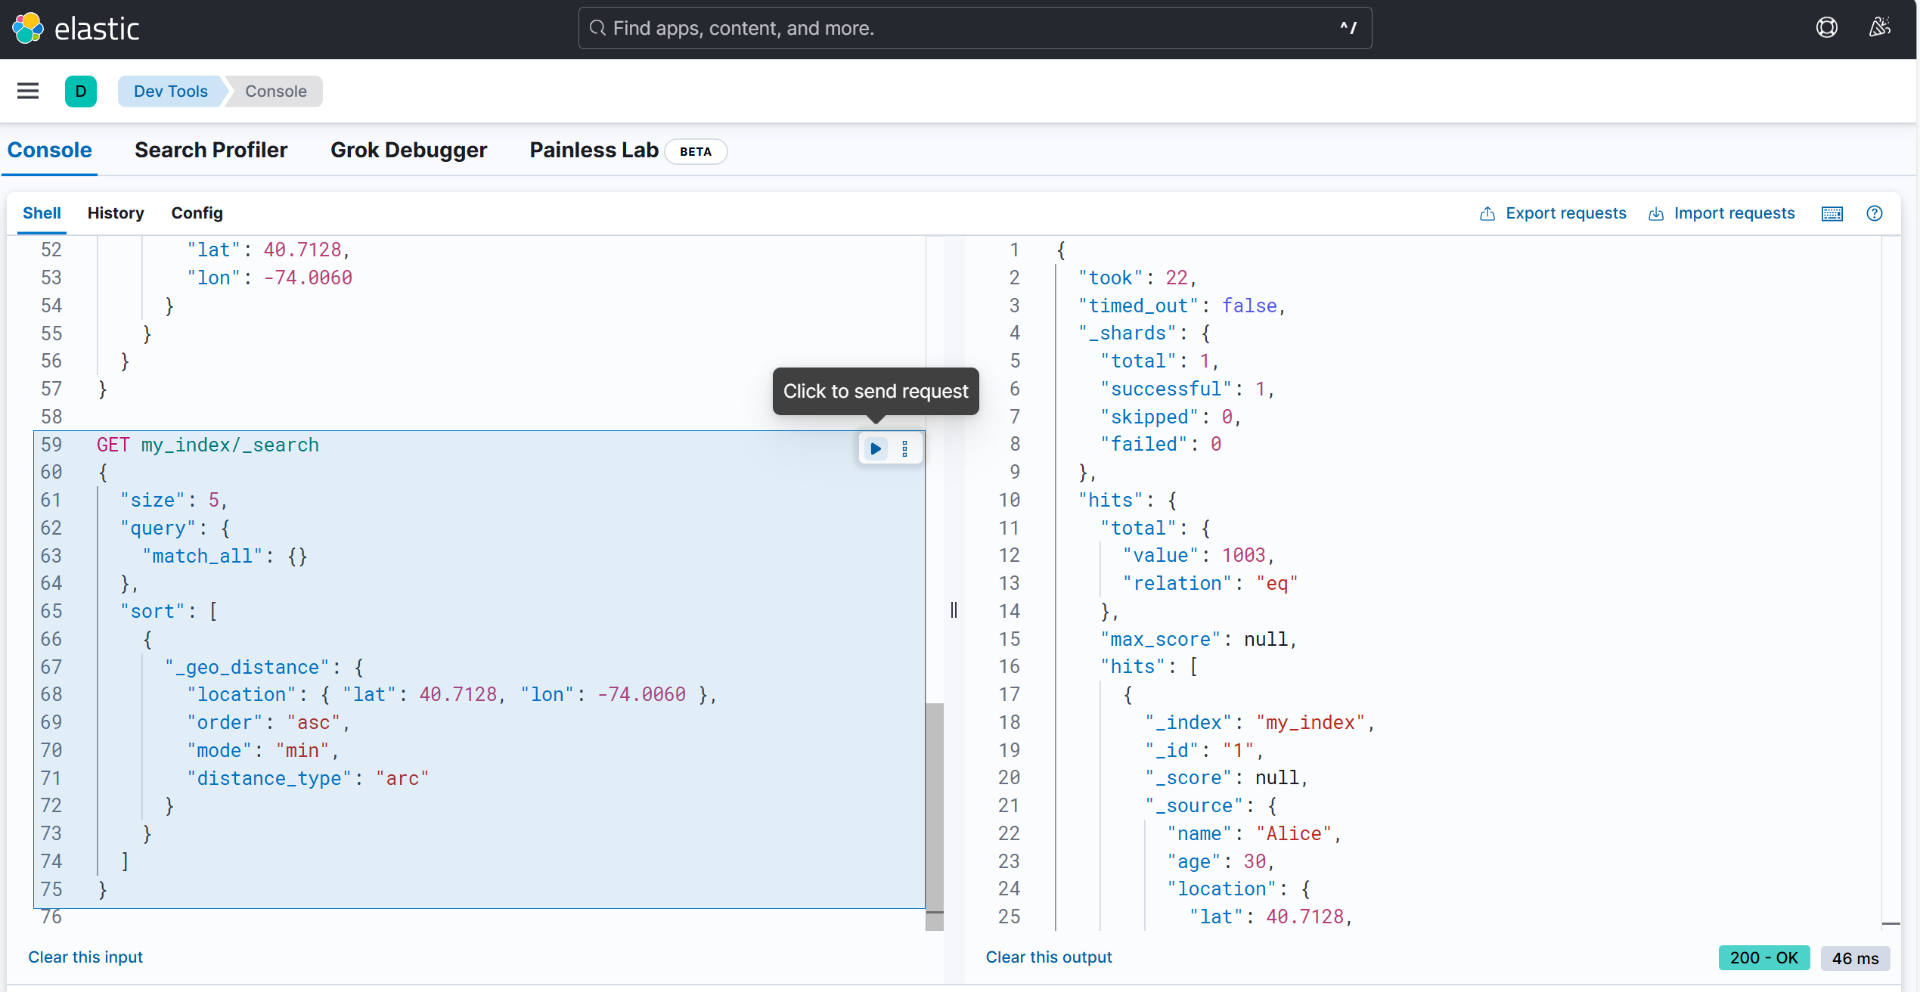 elastic
Find apps, content, and more.
^/
D
Dev Tools
Console
Console
Search Profiler
Grok Debugger
Painless Lab
BETA
Shell
History
Config
Export requests
Import requests
52 "lat": 40.7128,
53 "lon": -74.0060
54 }
55 }
56 }
57 }
58
Click to send request
59 GET my_index/_search
60 {
61 "size": 5,
62 "query": {
63 "match_all": {}
64 },
65 "sort": [
66 {
67 "_geo_distance": {
68 "location": { "lat": 40.7128, "lon": -74.0060 },
69 "order": "asc",
70 "mode": "min",
71 "distance_type": "arc"
72 }
73 }
74 ]
75 }
76
Clear this input
1 {
2 "took": 22,
3 "timed_out": false,
4 "_shards": {
5 "total": 1,
6 "successful": 1,
7 "skipped": 0,
8 "failed": 0
9 },
10 "hits": {
11 "total": {
12 "value": 1003,
13 "relation": "eq"
14 },
15 "max_score": null,
16 "hits": [
17 {
18 "_index": "my_index",
19 "_id": "1",
20 "_score": null,
21 "_source": {
22 "name": "Alice",
23 "age": 30,
24 "location": {
25 "lat": 40.7128,
Clear this output
200 - OK
46 ms